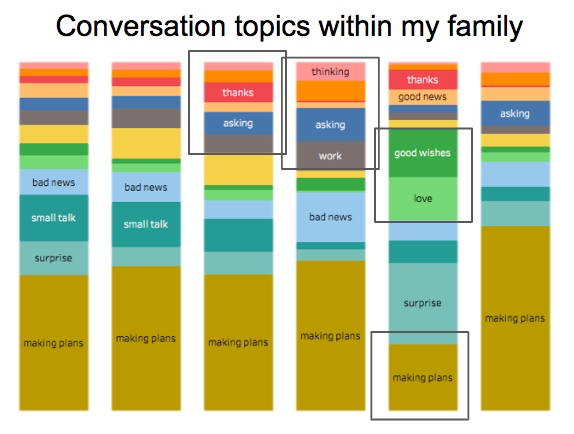 Conversation topics within my family
bad news
small talk
surprise
making plans
bad news
small talk
making plans
thanks
asking
making plans
thinking
asking
work
bad news
making plans
thanks
good news
good wishes
love
surprise
making plans
asking
making plans